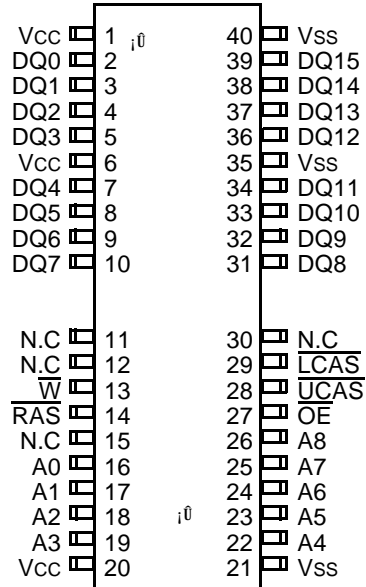 VCC 1 ¡Û 40 VSS
DQ0 2 39 DQ15
DQ1 3 38 DQ14
DQ2 4 37 DQ13
DQ3 5 36 DQ12
VCC 6 35 VSS
DQ4 7 34 DQ11
DQ5 8 33 DQ10
DQ6 9 32 DQ9
DQ7 10 31 DQ8
N.C 11 30 N.C
N.C 12 29 LCAS
W 13 28 UCAS
RAS 14 27 OE
N.C 15 26 A8
A0 16 25 A7
A1 17 24 A6
A2 18 ¡Û 23 A5
A3 19 22 A4
VCC 20 21 VSS